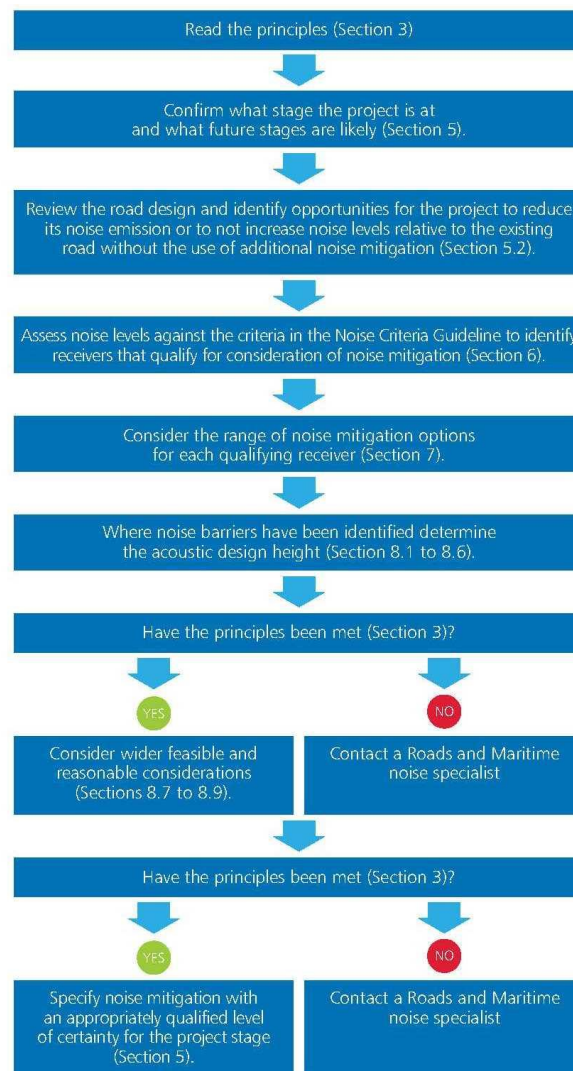 Read the principles (Section 3)
Confirm what stage the project is at
and what future stages are likely (Section 5).
Review the road design and identify opportunities for the project to reduce
its noise emission or to not increase noise levels relative to the existing
road without the use of additional noise mitigation (Section 5.2).
Assess noise levels against the criteria in the Noise Criteria Guideline to identify
receivers that qualify for consideration of noise mitigation (Section 6).
Consider the range of noise mitigation options
for each qualifying receiver (Section 7).
Where noise barriers have been identified determine
the acoustic design height (Section 8.1 to 8.6).
Have the principles been met (Section 3)?
YES
NO
Consider wider feasible and
reasonable considerations
(Sections 8.7 to 8.9).
Contact a Roads and Maritime
noise specialist
Have the principles been met (Section 3)?
YES
NO
Specify noise mitigation with
an appropriately qualified level
of certainty for the project stage
(Section 5).
Contact a Roads and Maritime
noise specialist